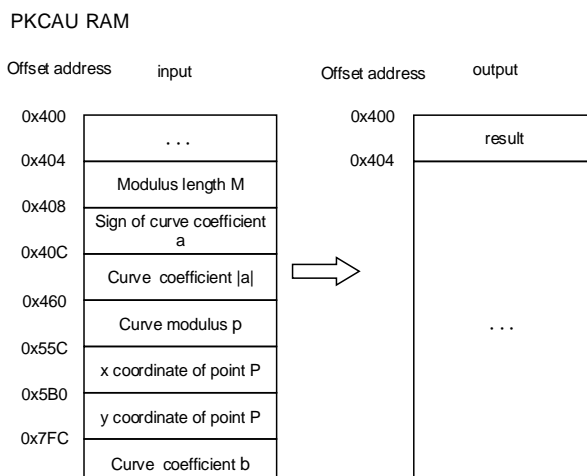 PKCAU RAM
Offset address input Offset address output
0x400 0x400
. . . result
0x404 0x404
Modulus length M
0x408
Sign of curve coefficient
a
0x40C
Curve coefficient |a|
0x460
Curve modulus p
. . .
0x55C
x coordinate of point P
0x5B0
y coordinate of point P
0x7FC
Curve coefficient b